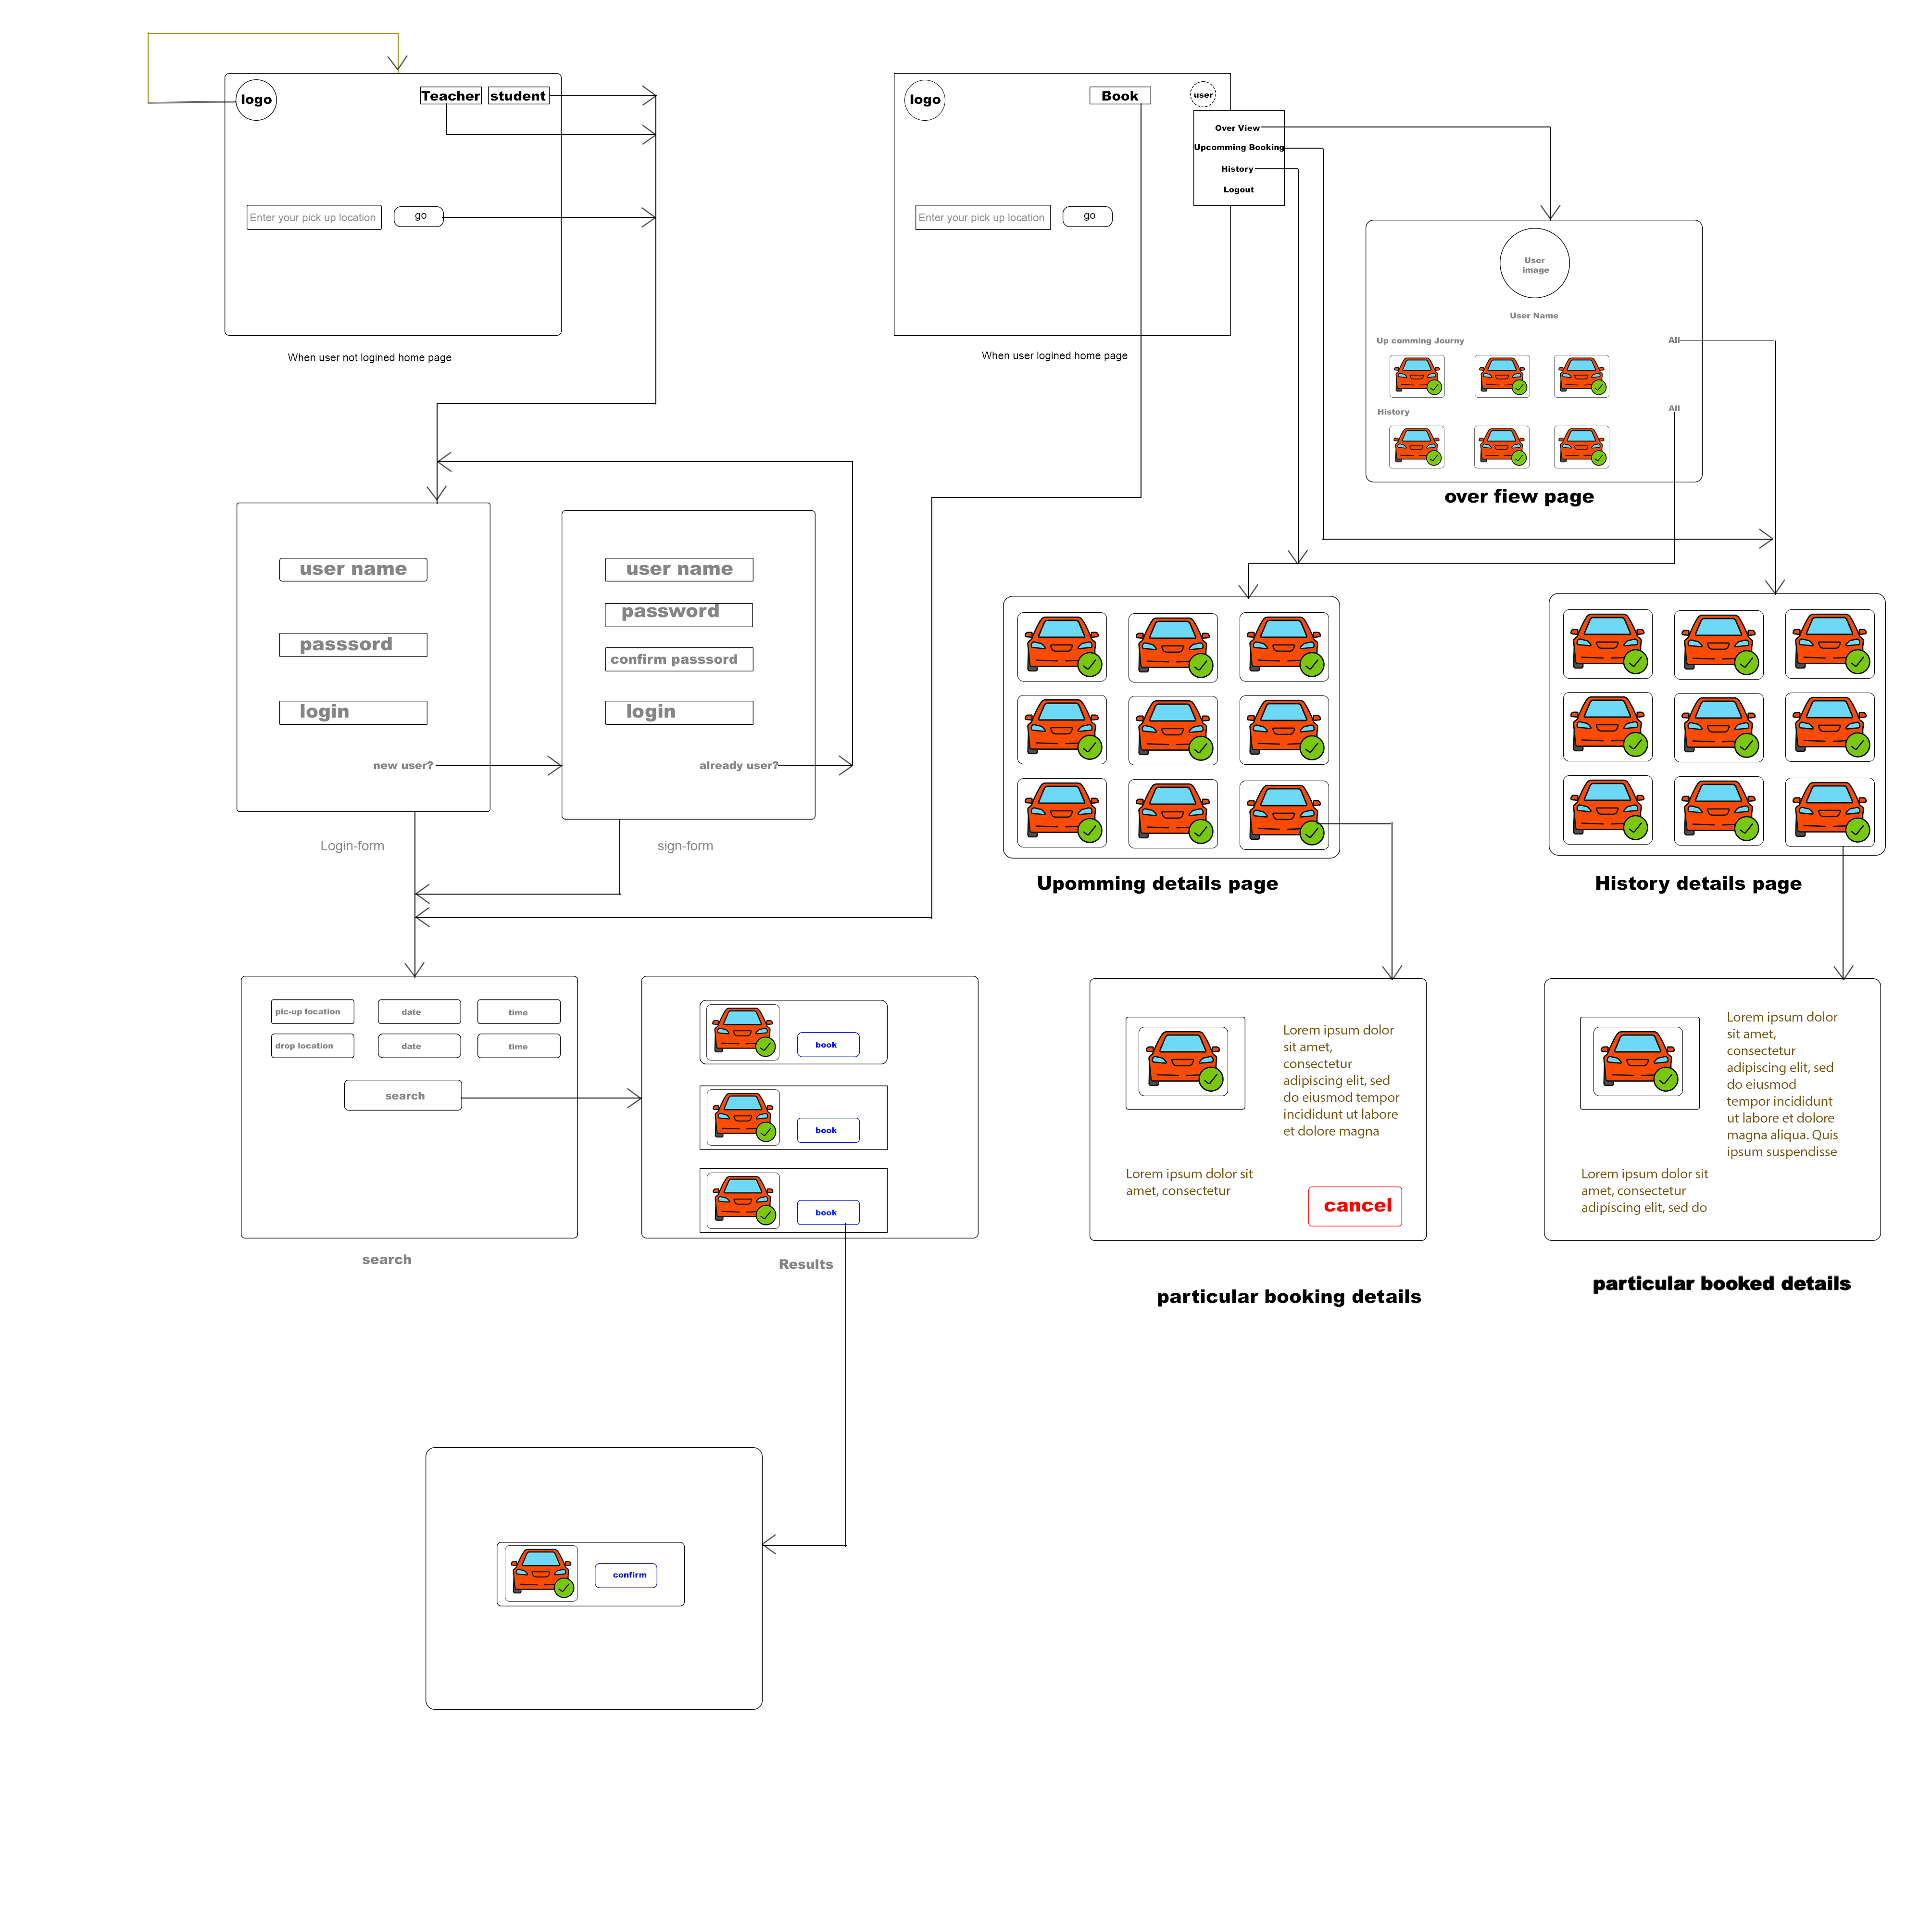 logo
Teacher
student
Enter your pick up location
go
When user not logined home page
logo
Book
user
Over View
Upcomming Booking
History
Logout
Enter your pick up location
go
When user logined home page
User
image
User Name
Up comming Journy
All
History
All
over fiew page
user name
passsord
login
new user?
Login-form
user name
password
confirm passsord
login
already user?
sign-form
Upomming details page
History details page
pic-up location
date
time
drop location
date
time
search
search
book
book
book
Results
Lorem ipsum dolor
sit amet,
consectetur
adipiscing elit, sed
do eiusmod tempor
incididunt ut labore
et dolore magna
Lorem ipsum dolor sit
amet, consectetur
cancel
particular booking details
Lorem ipsum dolor
sit amet,
consectetur
adipiscing elit, sed
do eiusmod
tempor incididunt
ut labore et dolore
magna aliqua. Quis
ipsum suspendisse
Lorem ipsum dolor sit
amet, consectetur
adipiscing elit, sed do
particular booked details
confirm